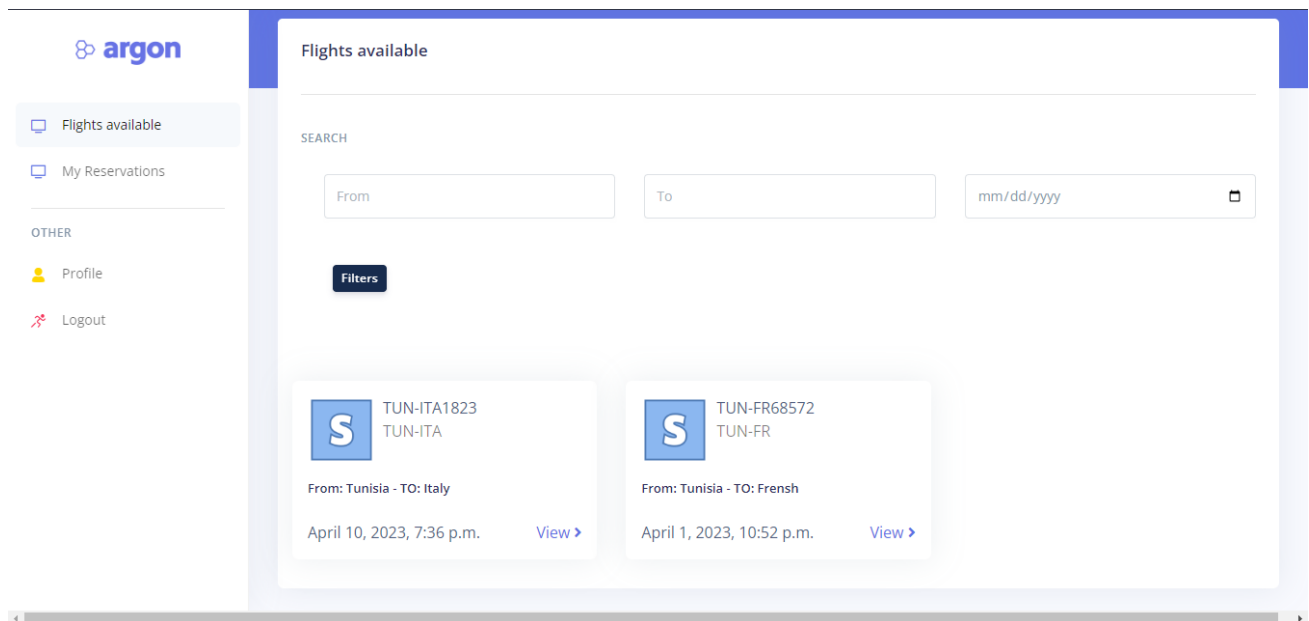 argon
Flights available
My Reservations
OTHER
Profile
Logout
Flights available
SEARCH
From
To
mm/dd/yyyy
Filters
S
TUN-ITA1823
TUN-ITA
From: Tunisia - TO: Italy
April 10, 2023, 7:36 p.m.
View
S
TUN-FR68572
TUN-FR
From: Tunisia - TO: Frensh
April 1, 2023, 10:52 p.m.
View